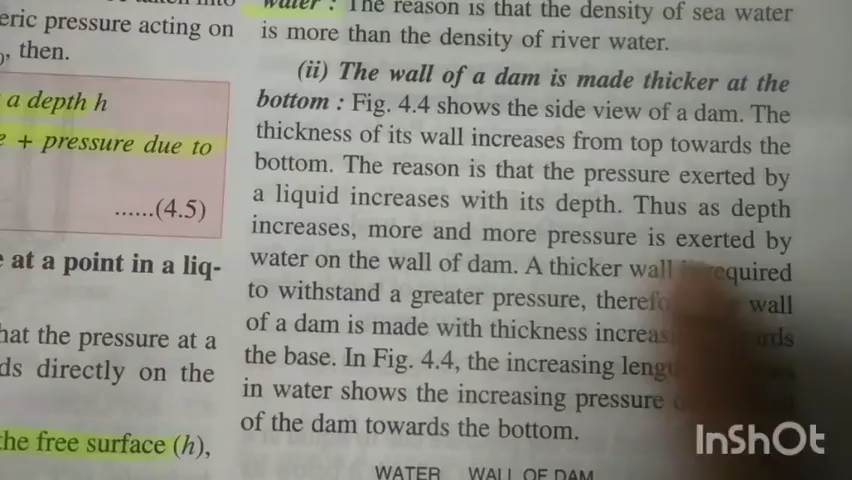 eric pressure acting on
, then.
a depth h
+ pressure due to
......(4.5)
at a point in a liq-
hat the pressure at a
ds directly on the
the free surface (h),
water : The reason is that the density of sea water
is more than the density of river water.
(ii) The wall of a dam is made thicker at the
bottom : Fig. 4.4 shows the side view of a dam. The
thickness of its wall increases from top towards the
bottom. The reason is that the pressure exerted by
a liquid increases with its depth. Thus as depth
increases, more and more pressure is exerted by
water on the wall of dam. A thicker wall required
to withstand a greater pressure, wall
of a dam is made with thickness
the base. In Fig. 4.4, the increasing
in water shows the increasing pressure
of the dam towards the bottom.
WATER WALL OF DAM
InShOt